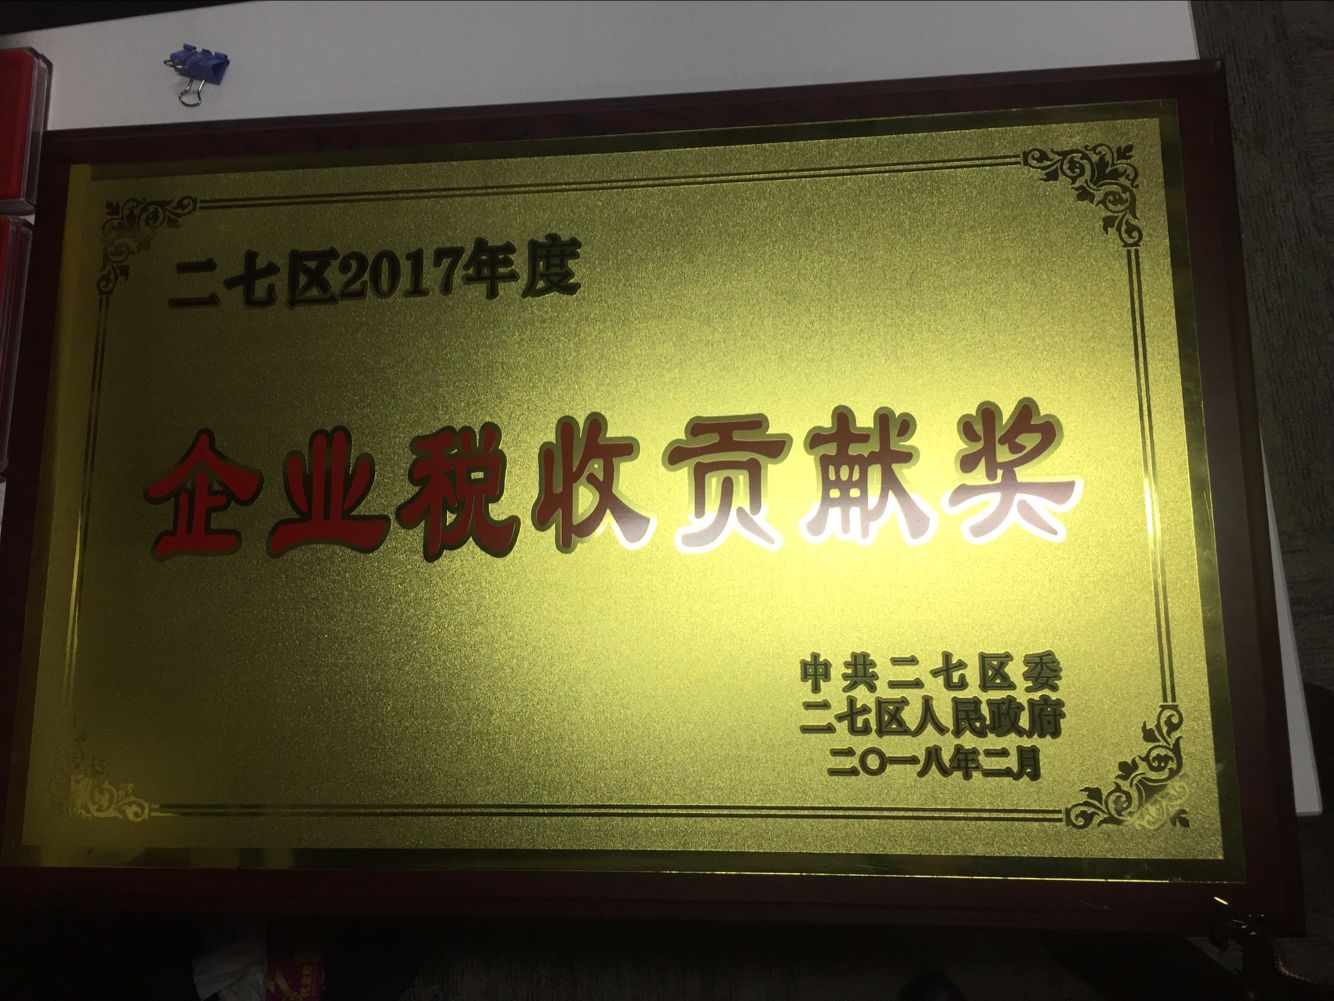 二七区2017年度
企业税收贡献奖
中共二七区委
二七区人民政府
二〇一八年二月